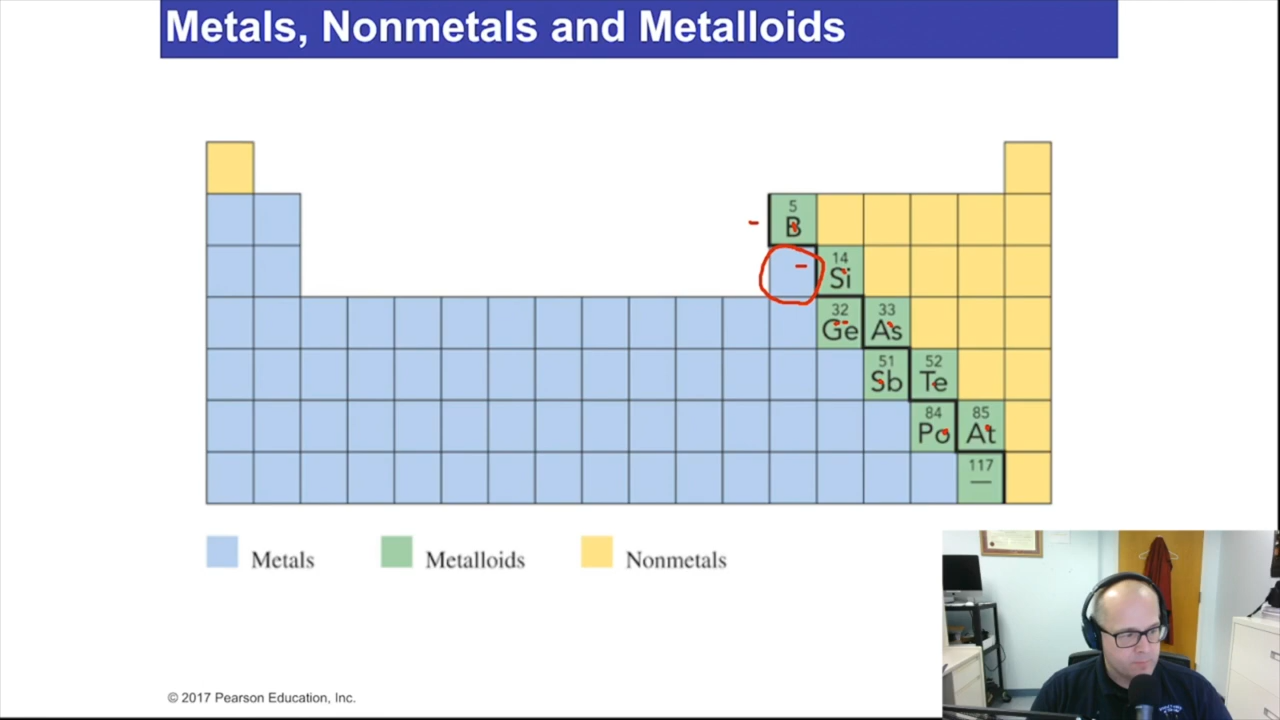 Metals, Nonmetals and Metalloids
5
B
14
Si
32
Ge
33
As
51
Sb
52
Te
84
Po
85
At
117
—
Metals
Metalloids
Nonmetals
© 2017 Pearson Education, Inc.